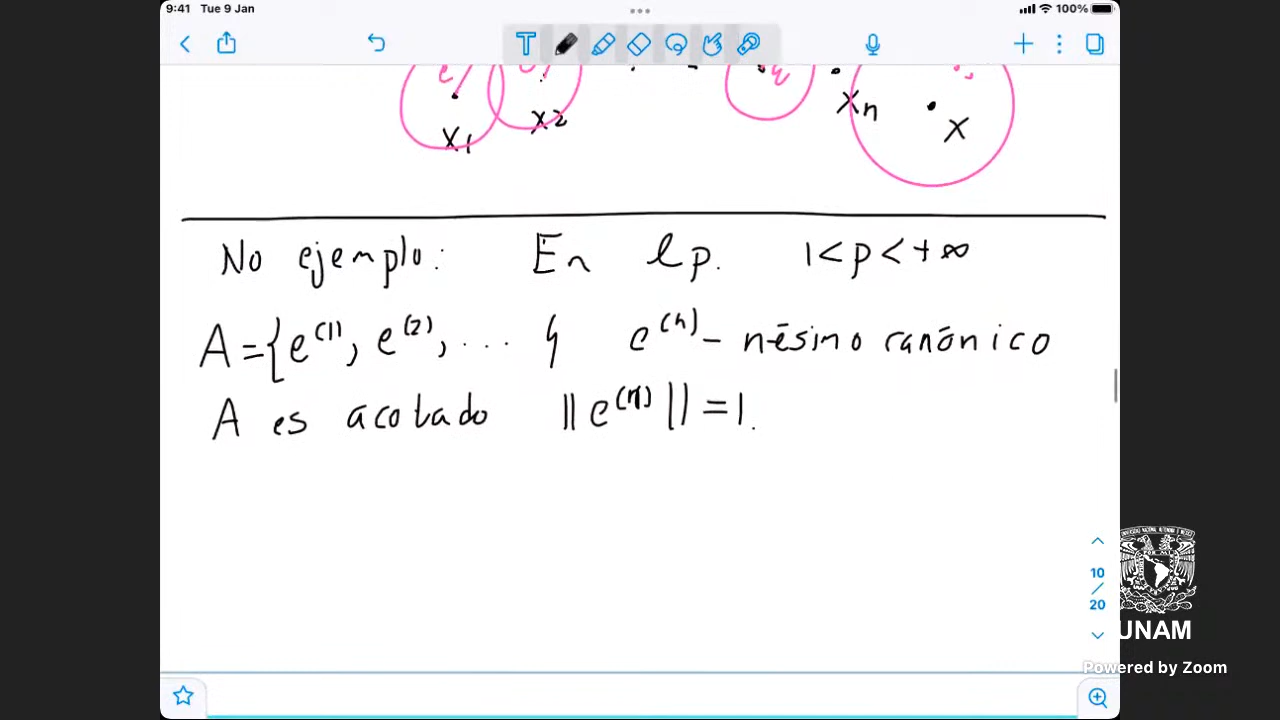 9:41 Tue 9 Jan 100%
x1 x2 xn x
No ejemplo: En lp. 1<p<+∞
A={e(1), e(2), ... } e(n) - nésimo canónico
A es acotado ||e(n)|| = 1.
10
/
20
UNAM
Powered by Zoom